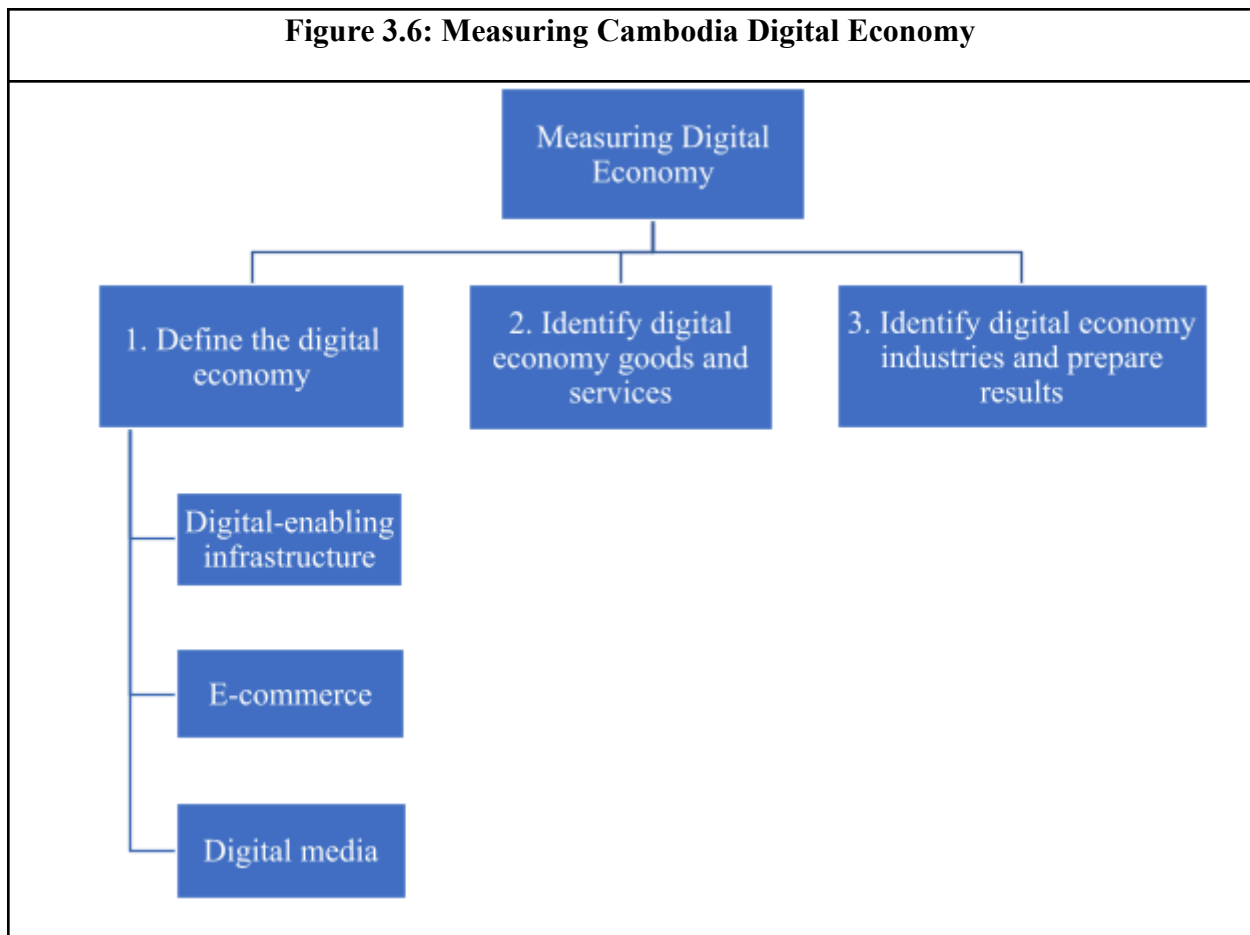 Figure 3.6: Measuring Cambodia Digital Economy
Measuring Digital
Economy
1. Define the digital
economy
2. Identify digital
economy goods and
services
3. Identify digital economy
industries and prepare
results
Digital-enabling
infrastructure
E-commerce
Digital media